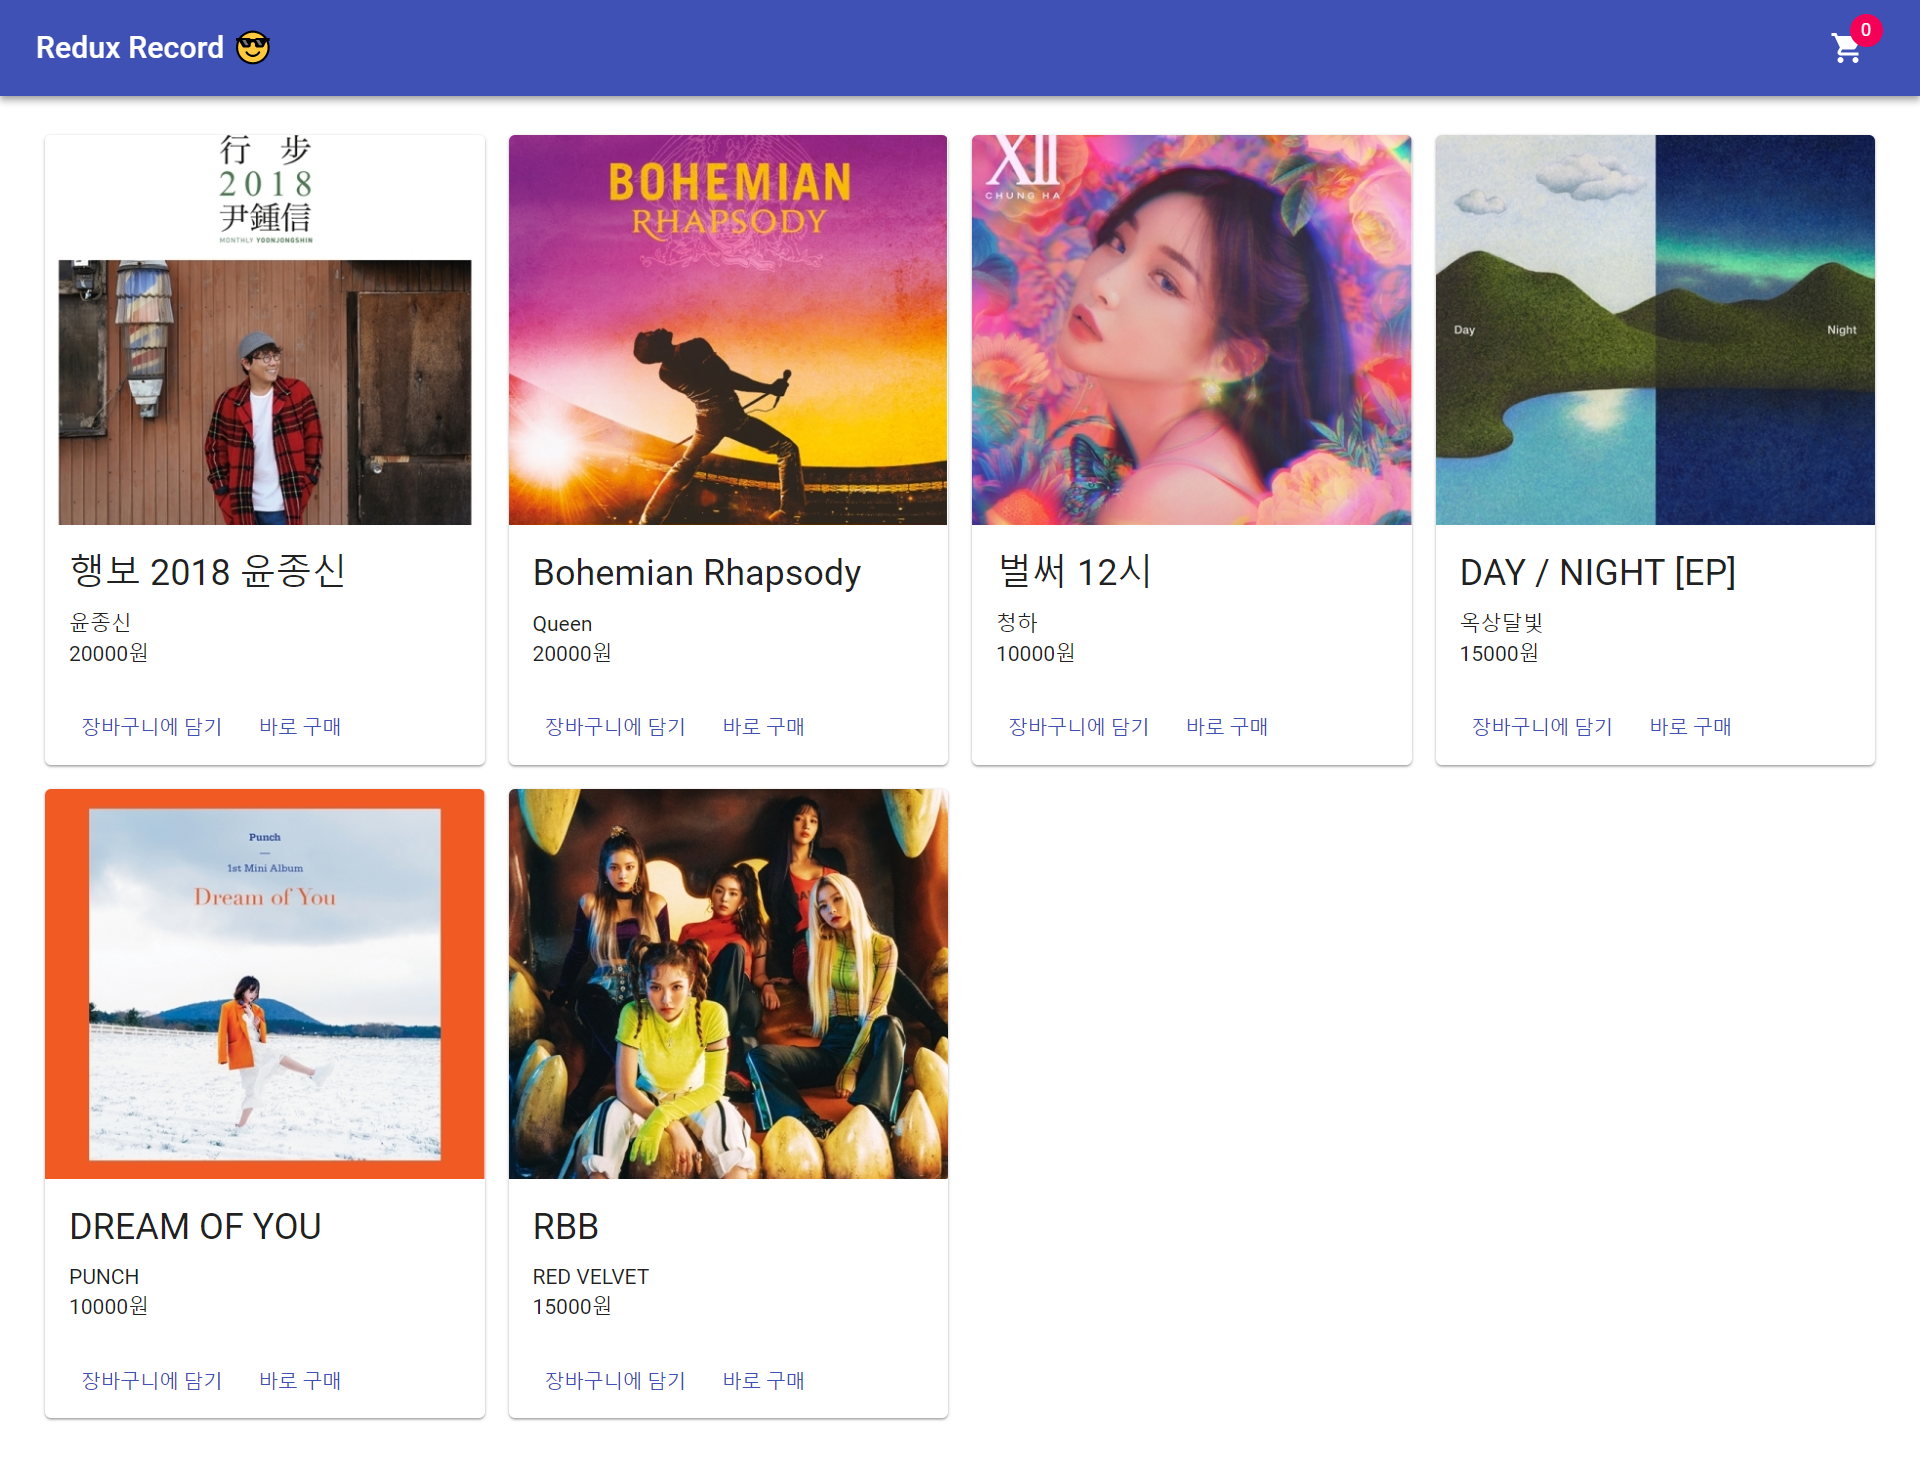 Redux Record
0
行 步
2018
尹鍾信
MONTHLY YOONJONGSHIN
행보 2018 윤종신
윤종신
20000원
장바구니에 담기 바로 구매
BOHEMIAN
RHAPSODY
Bohemian Rhapsody
Queen
20000원
장바구니에 담기 바로 구매
XII
CHUNG HA
벌써 12시
청하
10000원
장바구니에 담기 바로 구매
Day Night
DAY / NIGHT [EP]
옥상달빛
15000원
장바구니에 담기 바로 구매
Punch
1st Mini Album
Dream of You
DREAM OF YOU
PUNCH
10000원
장바구니에 담기 바로 구매
RBB
RED VELVET
15000원
장바구니에 담기 바로 구매